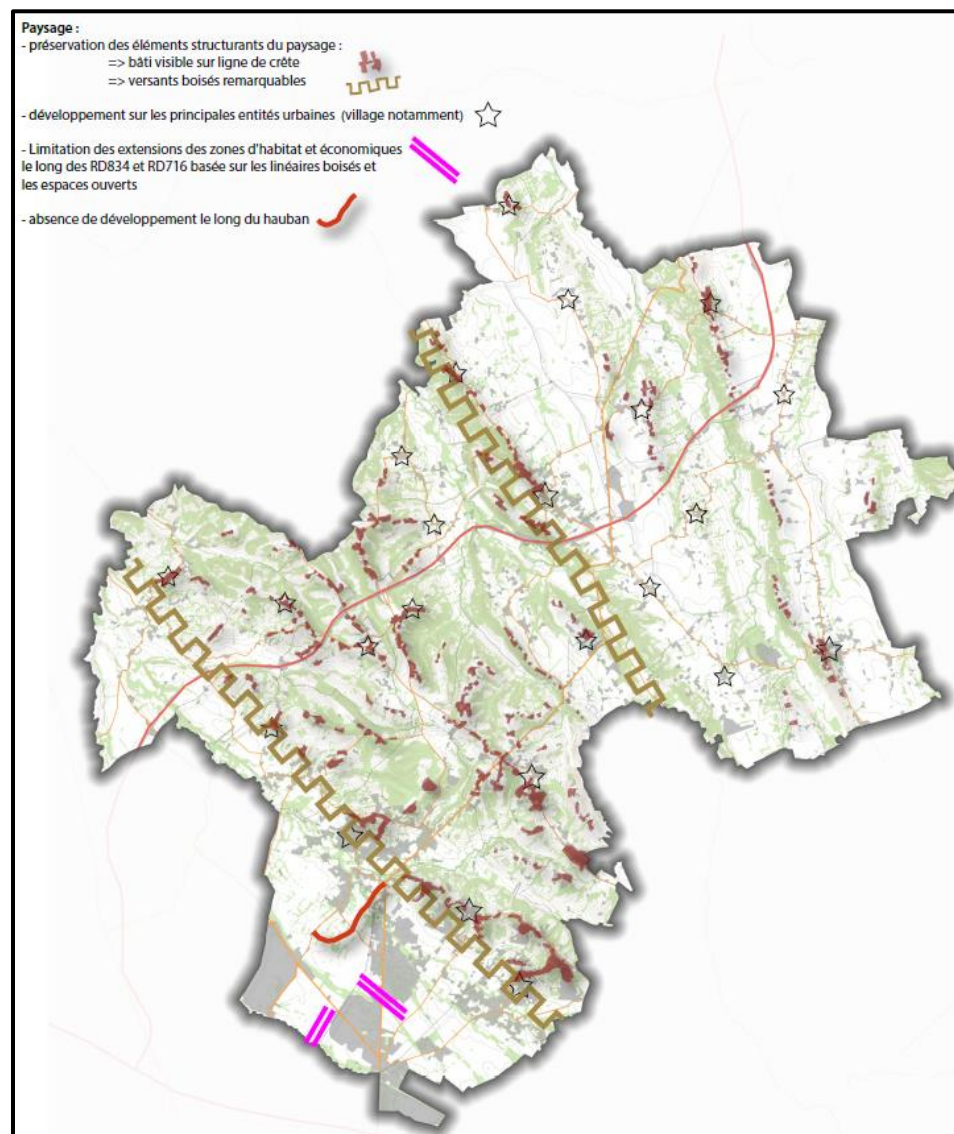 Paysage :
- préservation des éléments structurants du paysage :
=> bâti visible sur ligne de crête
=> versants boisés remarquables
- développement sur les principales entités urbaines (village notamment)
- Limitation des extensions des zones d'habitat et économiques
le long des RD834 et RD716 basée sur les linéaires boisés et
les espaces ouverts
- absence de développement le long du hauban